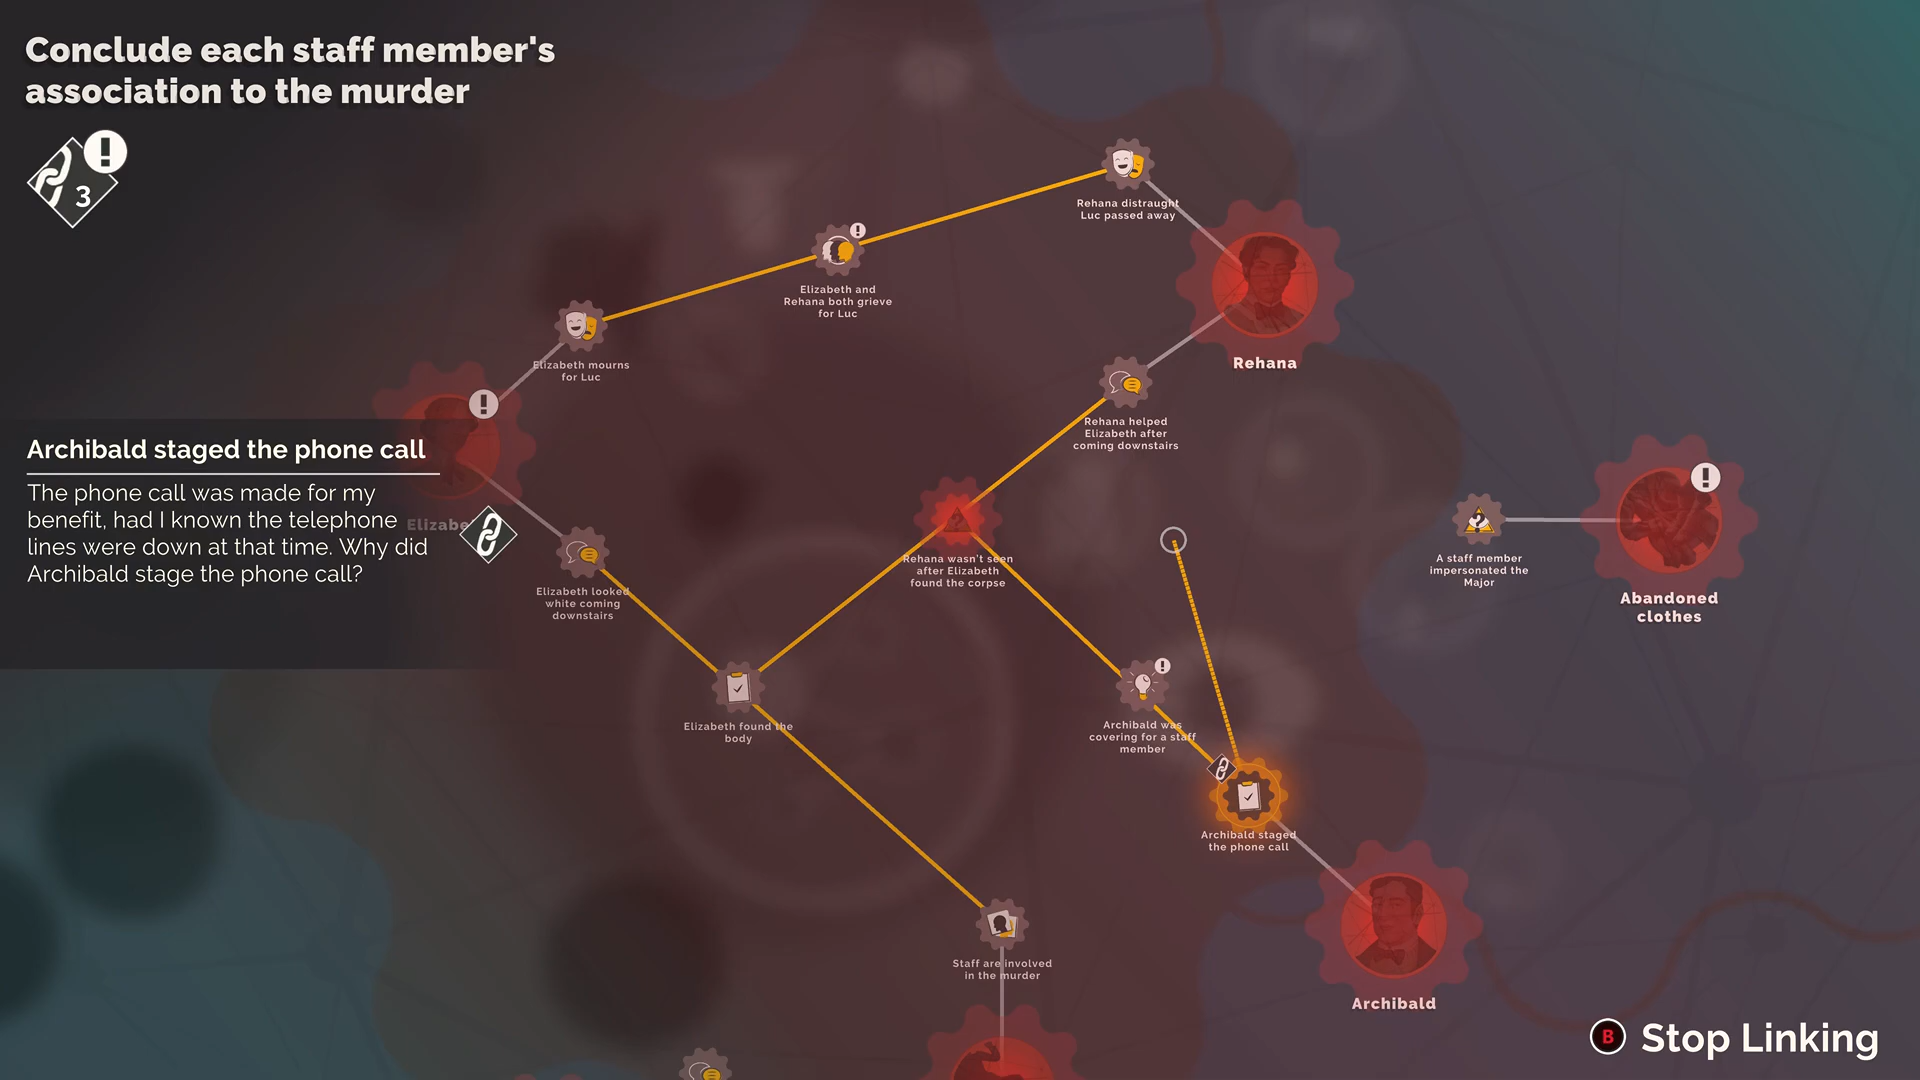 Conclude each staff member's
association to the murder
3
Rehana distraught
Luc passed away
Elizabeth and
Rehana both grieve
for Luc
Elizabeth mourns
for Luc
Rehana
Rehana helped
Elizabeth after
coming downstairs
Archibald staged the phone call
The phone call was made for my
benefit, had I known the telephone
lines were down at that time. Why did
Archibald stage the phone call?
Elizabe
Elizabeth looked
white coming
downstairs
Rehana wasn't seen
after Elizabeth
found the corpse
A staff member
impersonated the
Major
Abandoned
clothes
Elizabeth found the
body
Archibald was
covering for a staff
member
Archibald staged
the phone call
Staff are involved
in the murder
Archibald
B Stop Linking